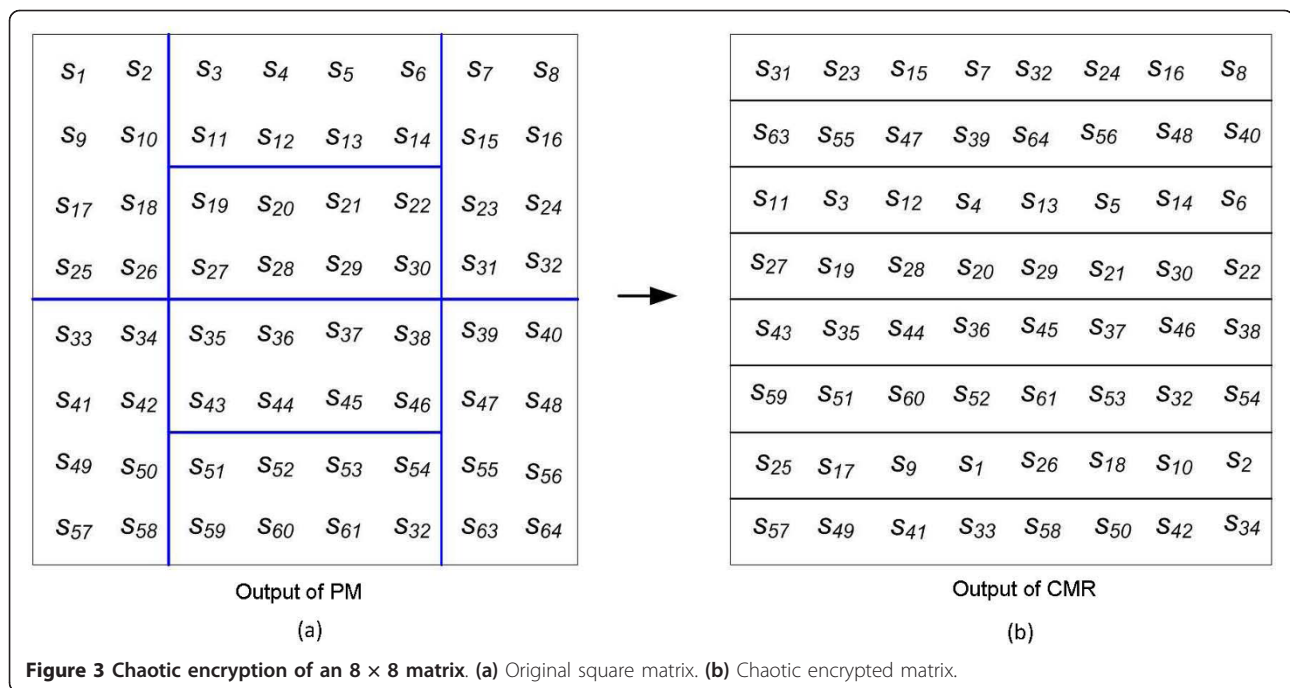 S1 S2 S3 S4 S5 S6 S7 S8
S9 S10 S11 S12 S13 S14 S15 S16
S17 S18 S19 S20 S21 S22 S23 S24
S25 S26 S27 S28 S29 S30 S31 S32
S33 S34 S35 S36 S37 S38 S39 S40
S41 S42 S43 S44 S45 S46 S47 S48
S49 S50 S51 S52 S53 S54 S55 S56
S57 S58 S59 S60 S61 S32 S63 S64
Output of PM
(a)
S31 S23 S15 S7 S32 S24 S16 S8
S63 S55 S47 S39 S64 S56 S48 S40
S11 S3 S12 S4 S13 S5 S14 S6
S27 S19 S28 S20 S29 S21 S30 S22
S43 S35 S44 S36 S45 S37 S46 S38
S59 S51 S60 S52 S61 S53 S32 S54
S25 S17 S9 S1 S26 S18 S10 S2
S57 S49 S41 S33 S58 S50 S42 S34
Output of CMR
(b)
Figure 3 Chaotic encryption of an 8 × 8 matrix. (a) Original square matrix. (b) Chaotic encrypted matrix.